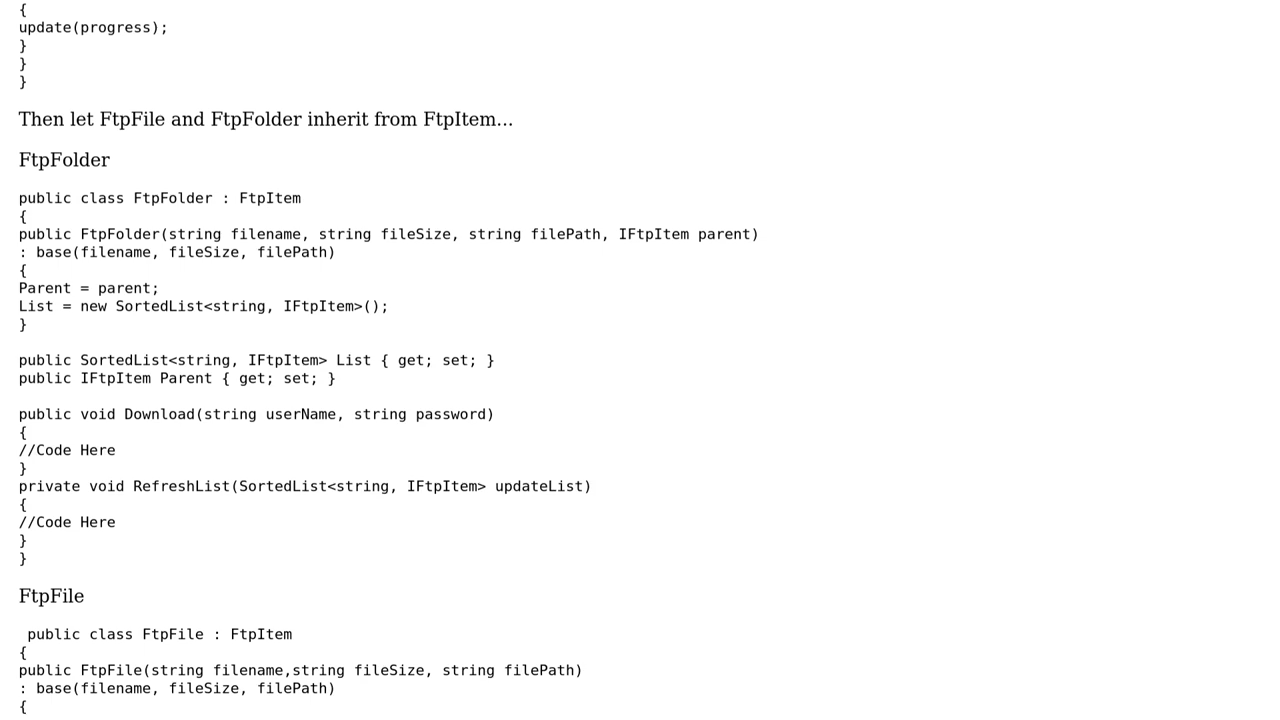 {
update(progress);
}
}
}
Then let FtpFile and FtpFolder inherit from FtpItem...
FtpFolder
public class FtpFolder : FtpItem
{
public FtpFolder(string filename, string fileSize, string filePath, IFtpItem parent)
: base(filename, fileSize, filePath)
{
Parent = parent;
List = new SortedList<string, IFtpItem>();
}
public SortedList<string, IFtpItem> List { get; set; }
public IFtpItem Parent { get; set; }
public void Download(string userName, string password)
{
//Code Here
}
private void RefreshList(SortedList<string, IFtpItem> updateList)
{
//Code Here
}
}
FtpFile
public class FtpFile : FtpItem
{
public FtpFile(string filename,string fileSize, string filePath)
: base(filename, fileSize, filePath)
{